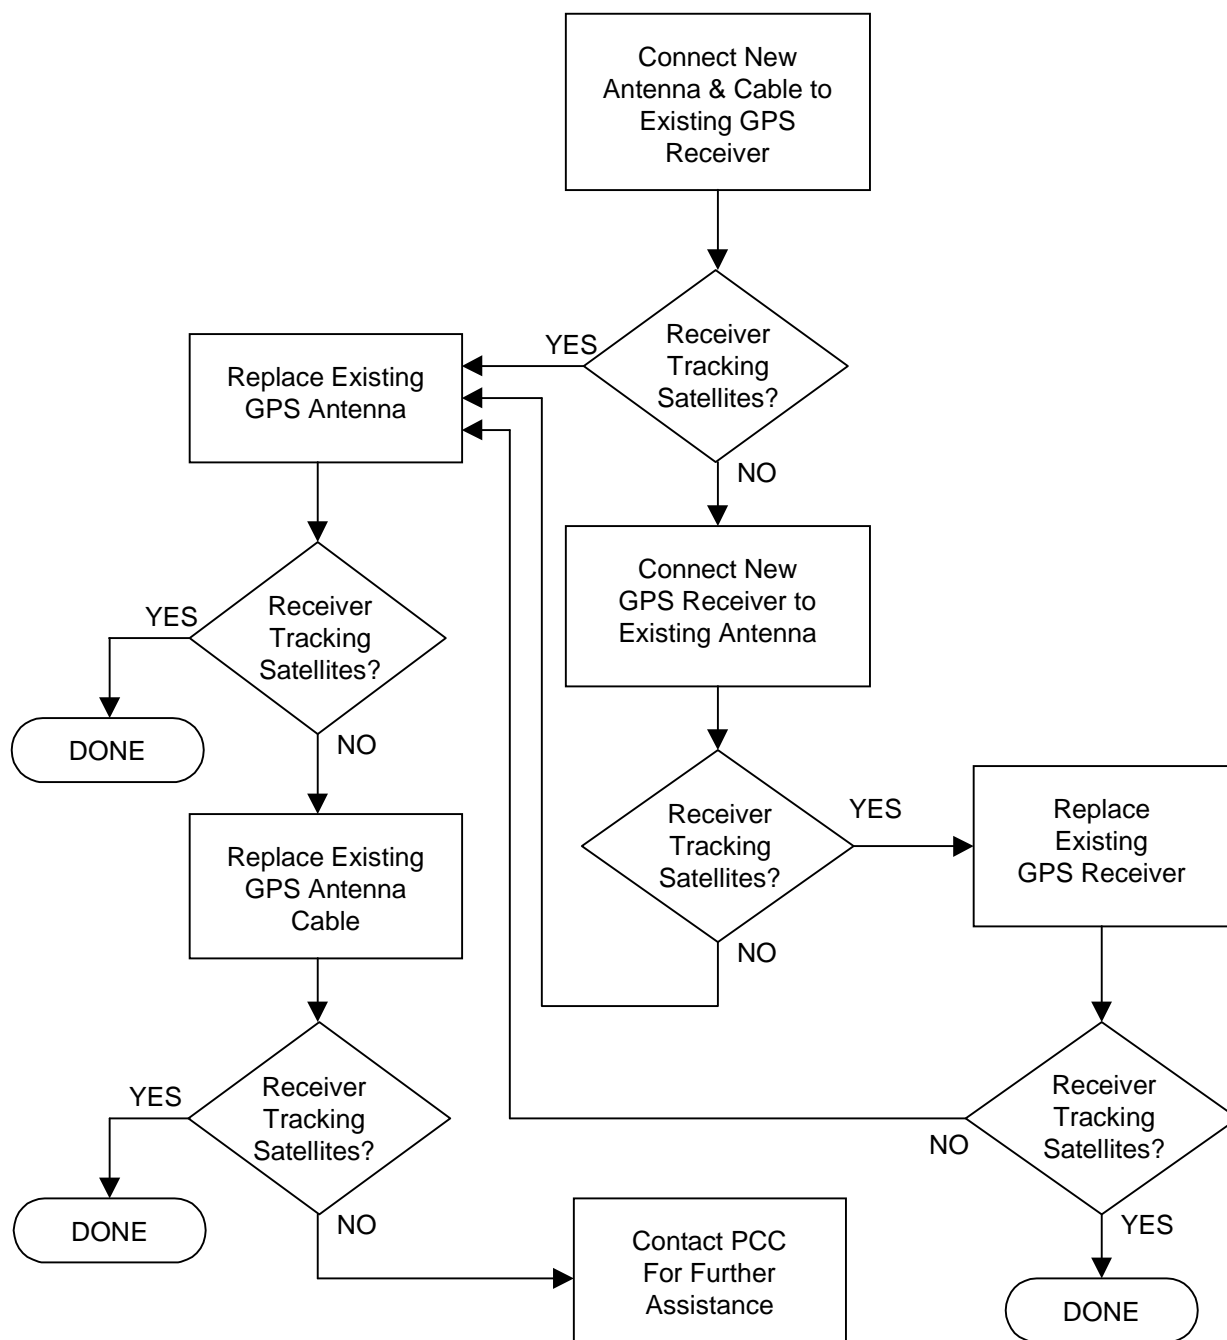 Connect New
Antenna & Cable to
Existing GPS
Receiver
Receiver
Tracking
Satellites?
YES
NO
Replace Existing
GPS Antenna
Connect New
GPS Receiver to
Existing Antenna
Receiver
Tracking
Satellites?
YES
NO
DONE
Receiver
Tracking
Satellites?
YES
NO
Replace
Existing
GPS Receiver
Replace Existing
GPS Antenna
Cable
Receiver
Tracking
Satellites?
YES
NO
DONE
Receiver
Tracking
Satellites?
NO
YES
DONE
Contact PCC
For Further
Assistance